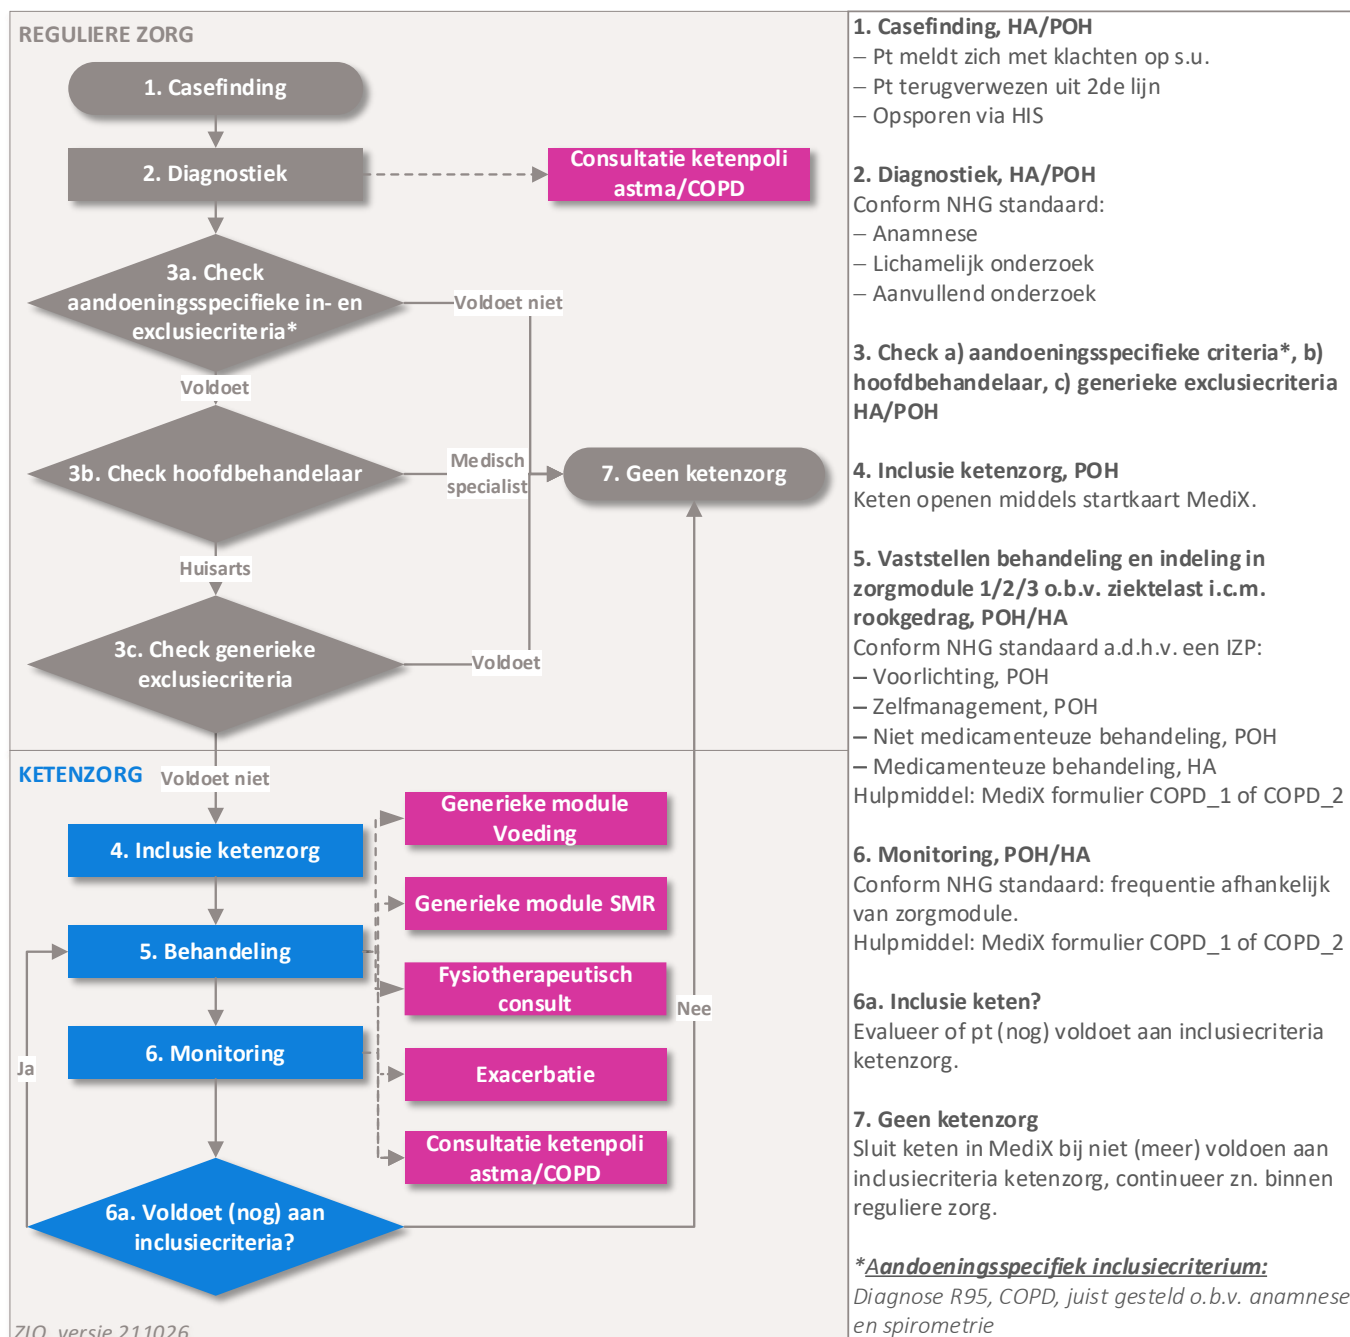 REGULIERE ZORG
1. Casefinding
2. Diagnostiek
Consultatie ketenpoli
astma/COPD
3a. Check
aandoeningsspecifieke in- en
exclusiecriteria*
Voldoet niet
Voldoet
3b. Check hoofdbehandelaar
Medisch
specialist
7. Geen ketenzorg
Huisarts
3c. Check generieke
exclusiecriteria
Voldoet
KETENZORG
Voldoet niet
4. Inclusie ketenzorg
Generieke module
Voeding
Generieke module SMR
5. Behandeling
Fysiotherapeutisch
consult
Nee
6. Monitoring
Ja
Exacerbatie
Consultatie ketenpoli
astma/COPD
6a. Voldoet (nog) aan
inclusiecriteria?
ZIO, versie 211026
1. Casefinding, HA/POH
– Pt meldt zich met klachten op s.u.
– Pt terugverwezen uit 2de lijn
– Opsporen via HIS
2. Diagnostiek, HA/POH
Conform NHG standaard:
– Anamnese
– Lichamelijk onderzoek
– Aanvullend onderzoek
3. Check a) aandoeningsspecifieke criteria*, b)
hoofdbehandelaar, c) generieke exclusiecriteria
HA/POH
4. Inclusie ketenzorg, POH
Keten openen middels startkaart MediX.
5. Vaststellen behandeling en indeling in
zorgmodule 1/2/3 o.b.v. ziektelast i.c.m.
rookgedrag, POH/HA
Conform NHG standaard a.d.h.v. een IZP:
– Voorlichting, POH
– Zelfmanagement, POH
– Niet medicamenteuze behandeling, POH
– Medicamenteuze behandeling, HA
Hulpmiddel: MediX formulier COPD_1 of COPD_2
6. Monitoring, POH/HA
Conform NHG standaard: frequentie afhankelijk
van zorgmodule.
Hulpmiddel: MediX formulier COPD_1 of COPD_2
6a. Inclusie keten?
Evalueer of pt (nog) voldoet aan inclusiecriteria
ketenzorg.
7. Geen ketenzorg
Sluit keten in MediX bij niet (meer) voldoen aan
inclusiecriteria ketenzorg, continueer zn. binnen
reguliere zorg.
*Aandoeningsspecifiek inclusiecriterium:
Diagnose R95, COPD, juist gesteld o.b.v. anamnese
en spirometrie